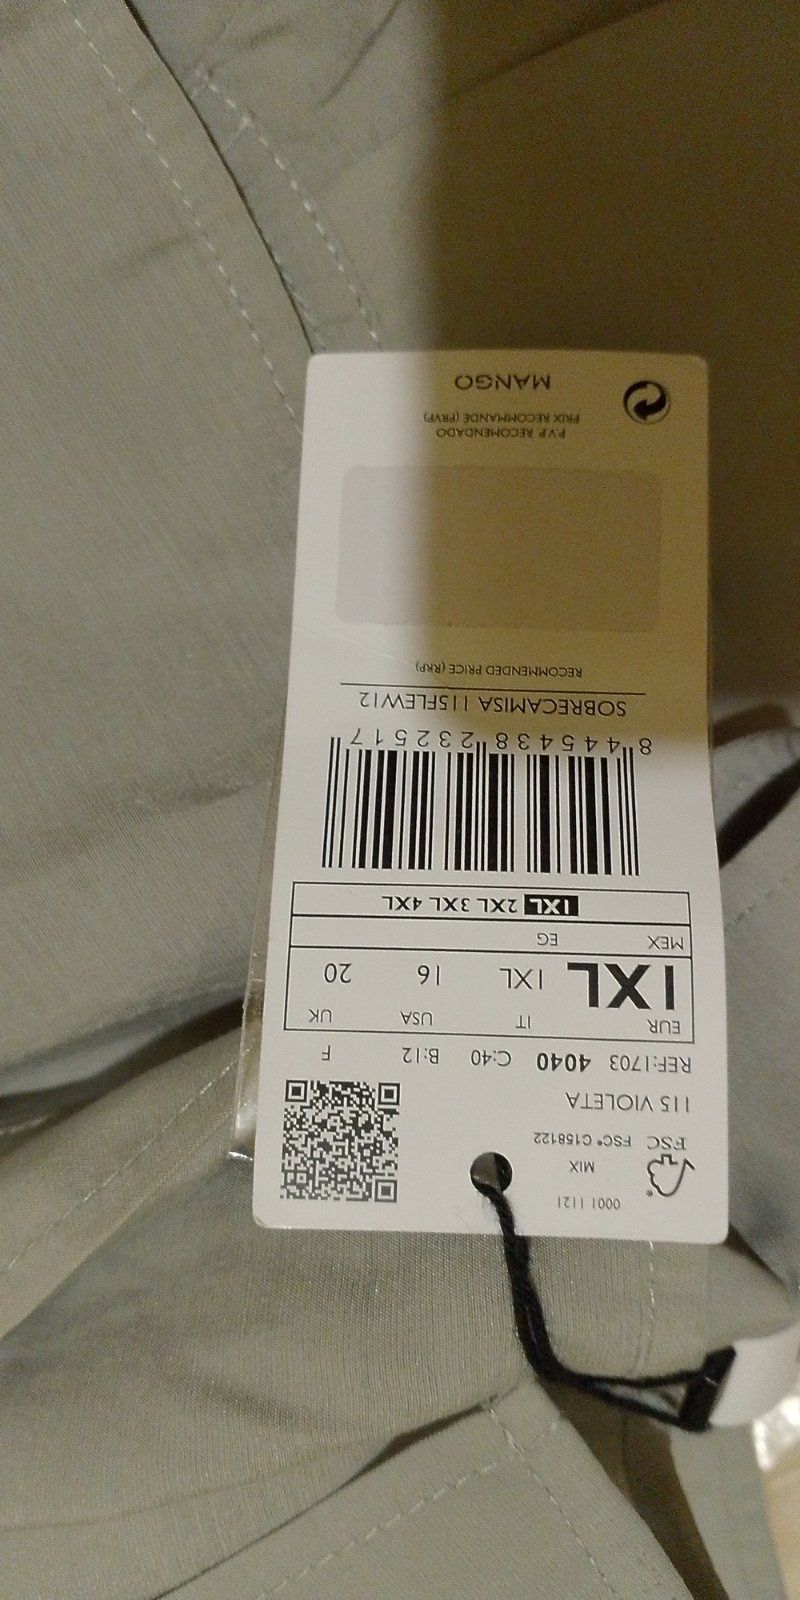 0001 1121
MIX
FSC FSC® C158122
115 VIOLETA
REF:1703 4040 C:40 B:12 F
EUR IT USA UK
1XL 1XL 16 20
MEX EG
1XL 2XL 3XL 4XL
8 445438 232517
SOBRECAMISA 115FLEW12
RECOMMENDED PRICE (RRP)
P.V.P. RECOMENDADO
PRIX RECOMMANDE (PRVP)
MANGO